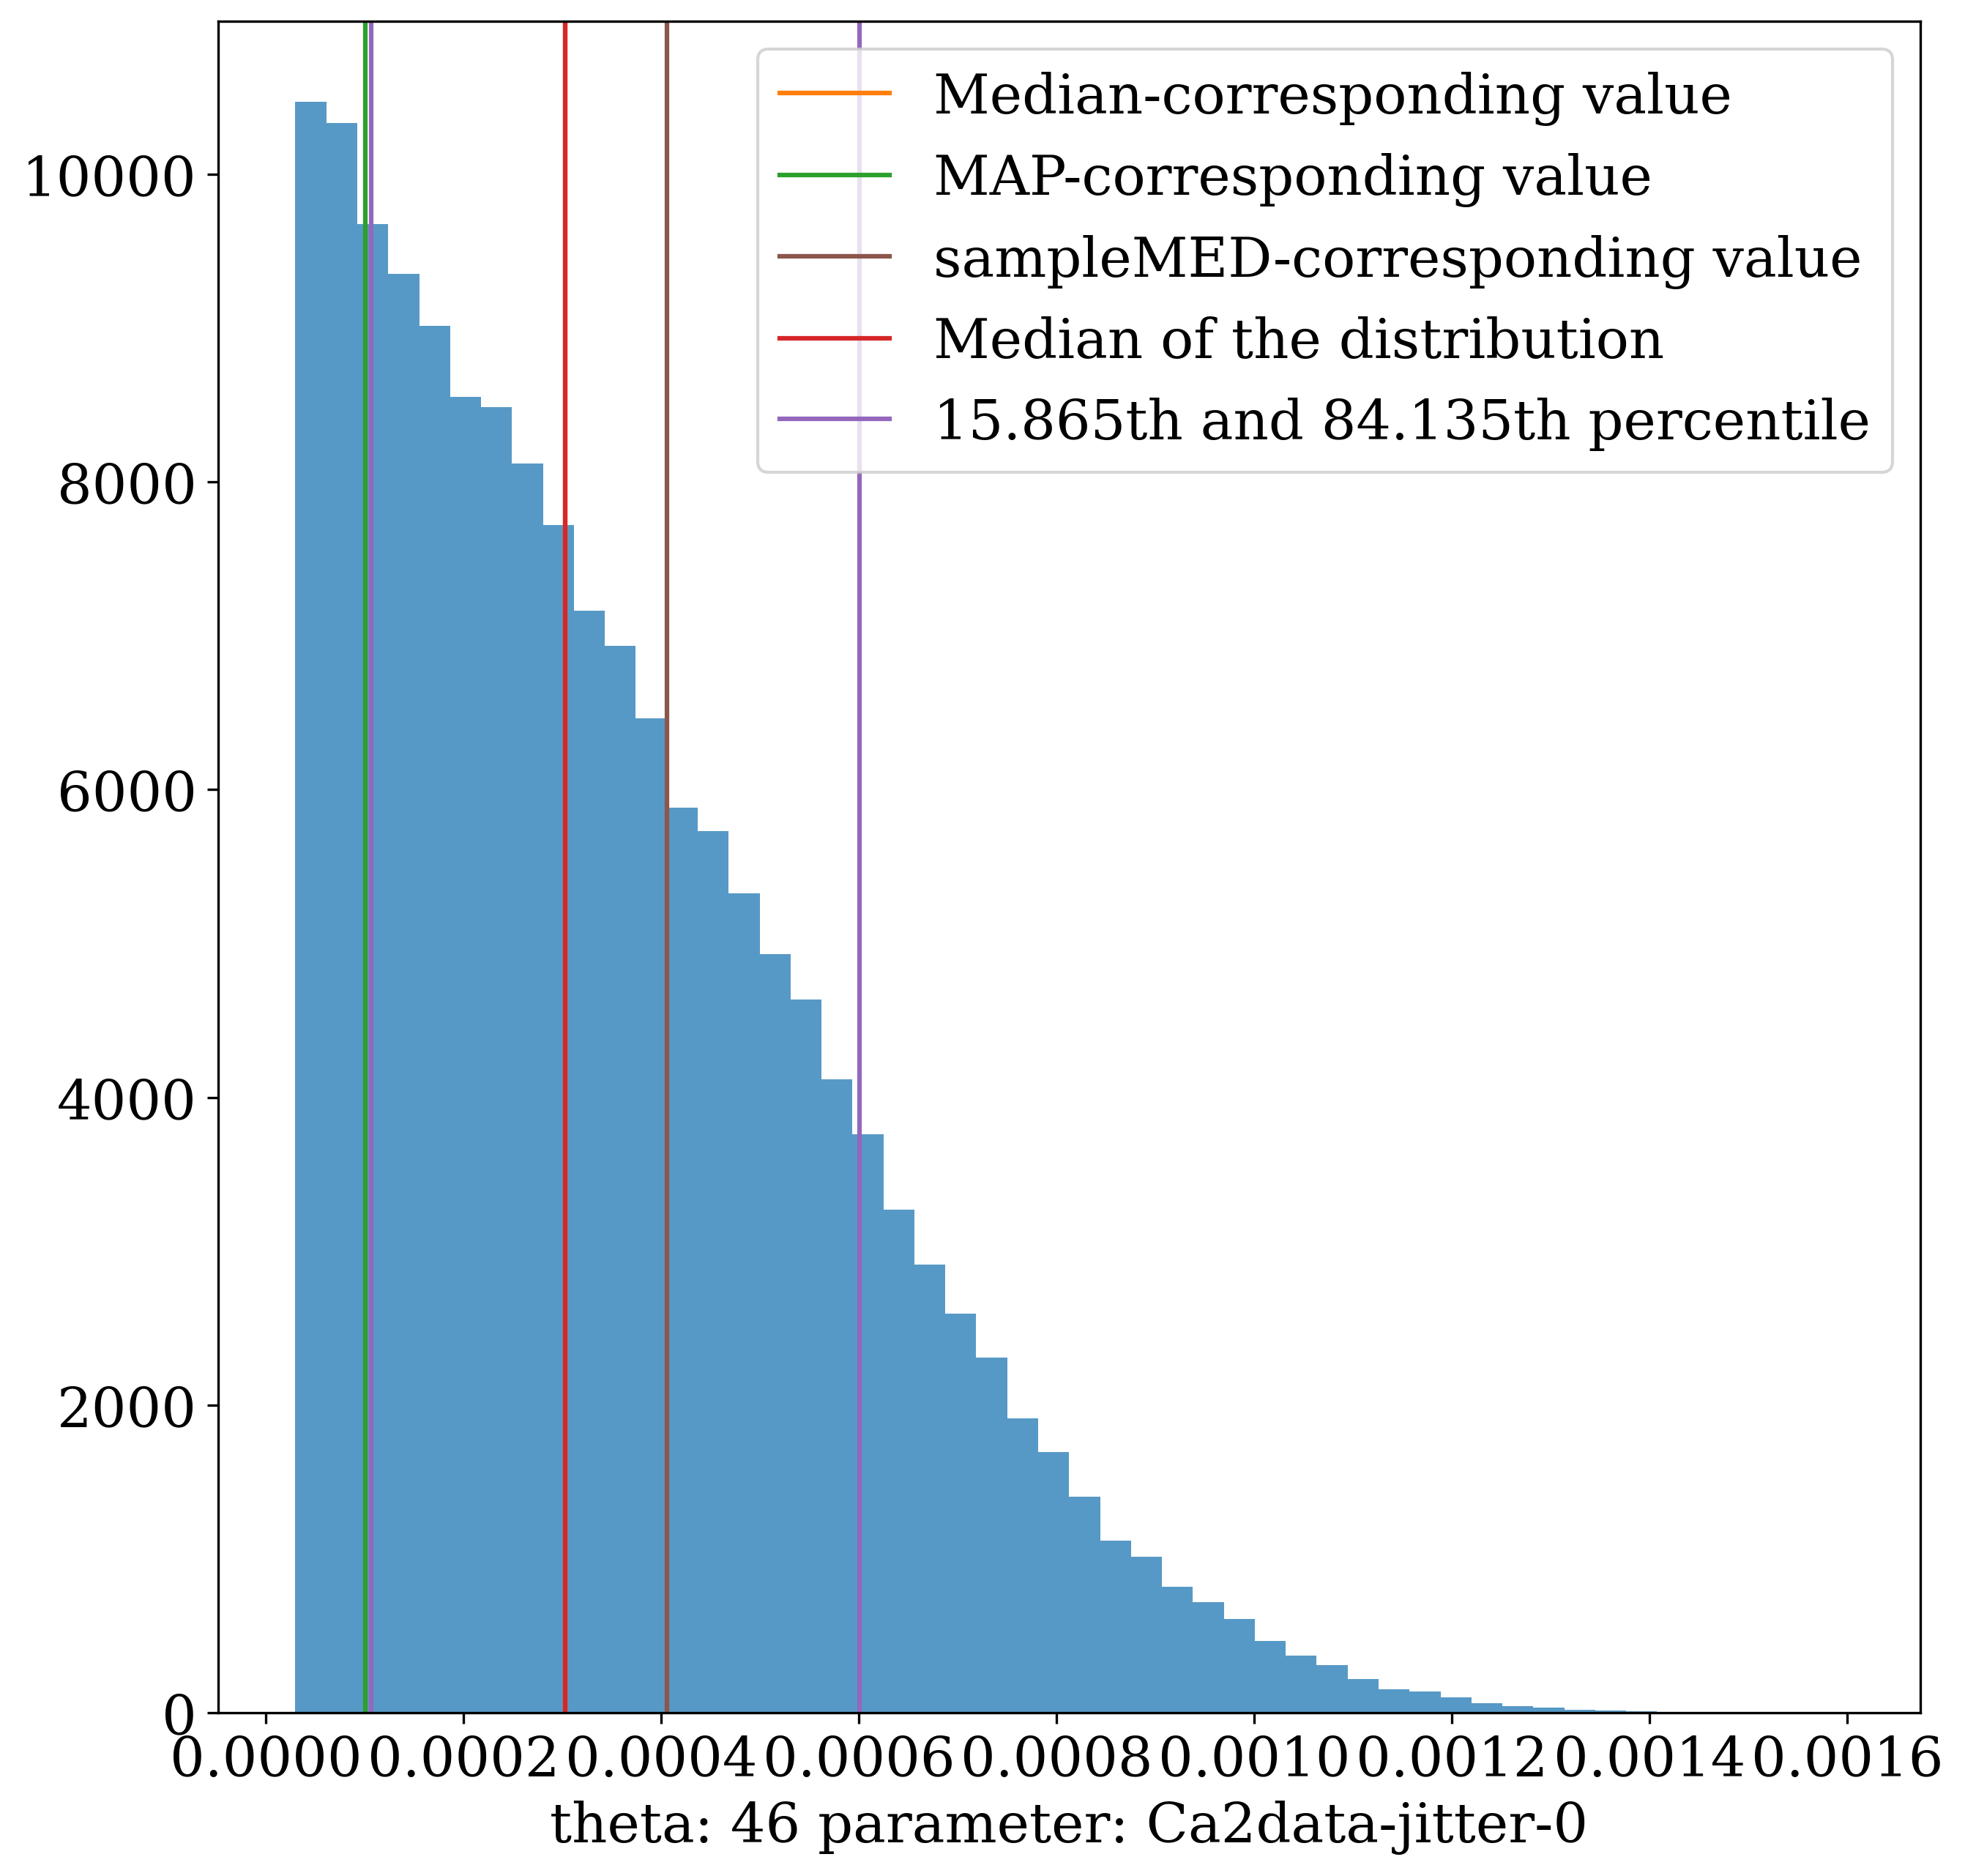 Median-corresponding value
MAP-corresponding value
sampleMED-corresponding value
Median of the distribution
15.865th and 84.135th percentile
10000
8000
6000
4000
2000
0
0.0000 0.0002 0.0004 0.0006 0.0008 0.0010 0.0012 0.0014 0.0016
theta: 46 parameter: Ca2data-jitter-0